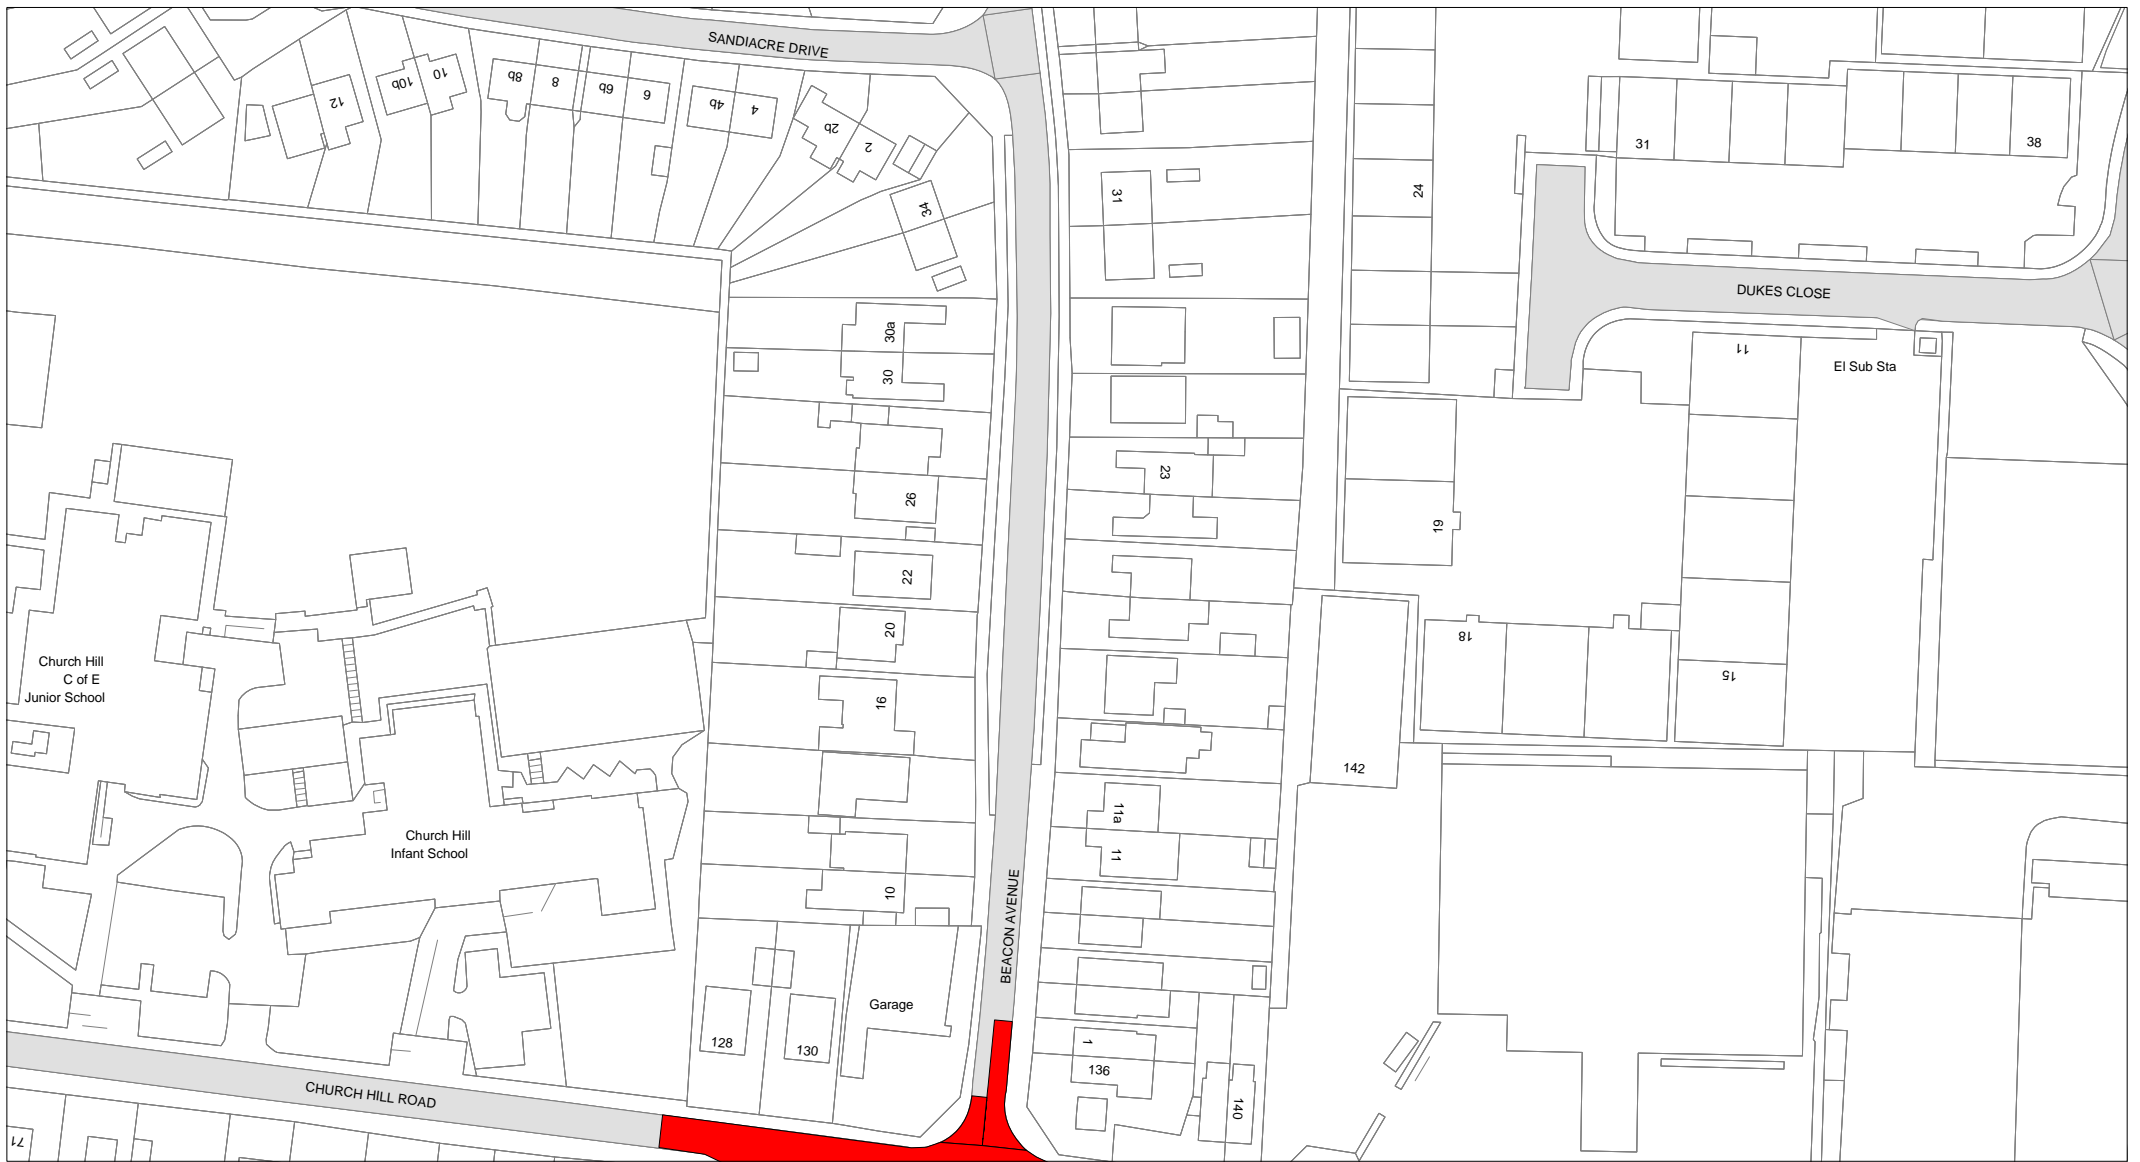 SANDIACRE DRIVE
12
10b
10
8b
8
6b
6
4b
4
2b
2
34
31
24
31
38
DUKES CLOSE
30a
30
11
El Sub Sta
23
26
19
22
20
18
Church Hill
C of E
Junior School
16
15
142
11a
Church Hill
Infant School
11
10
BEACON AVENUE
Garage
128
130
1
136
140
CHURCH HILL ROAD
71